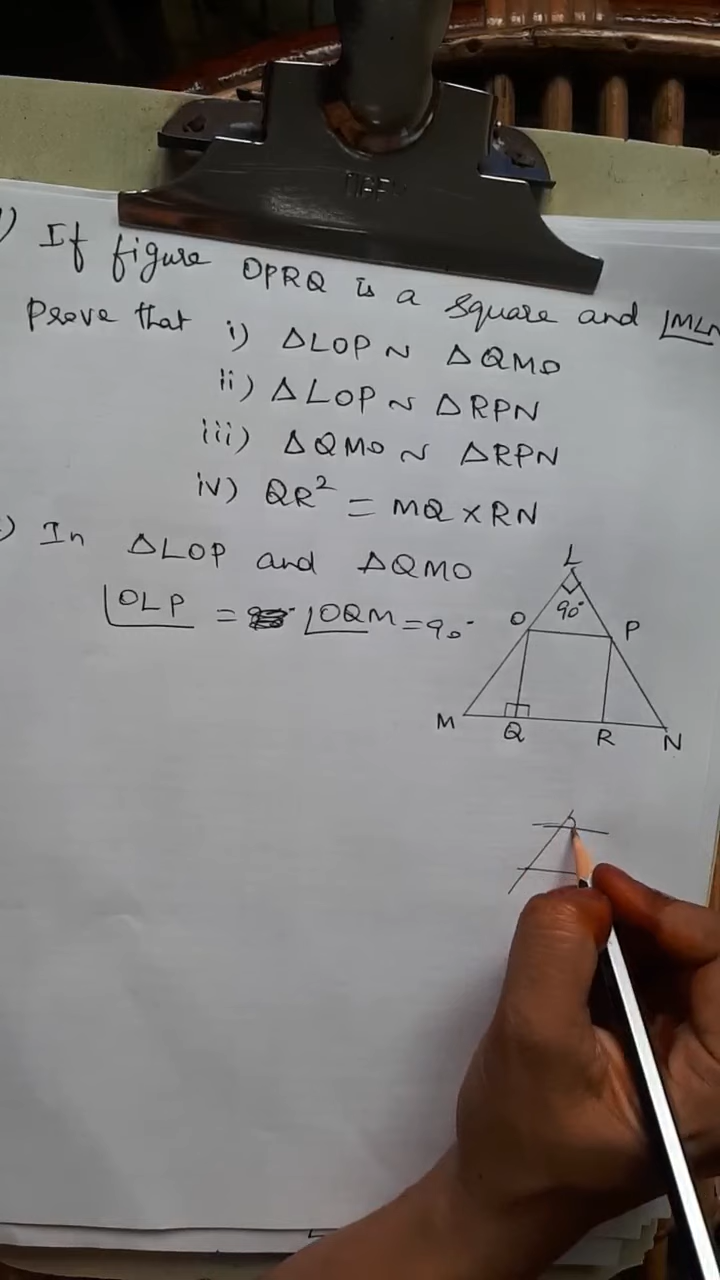 If figure OPRQ is a square and ∠MLN
Prove that i) ΔLOP ~ ΔQMO
ii) ΔLOP ~ ΔRPN
iii) ΔQMO ~ ΔRPN
iv) QR² = MQ × RN
In ΔLOP and ΔQMO
∠OLP = ∠OQM = 90°
L
90°
O P
M Q R N